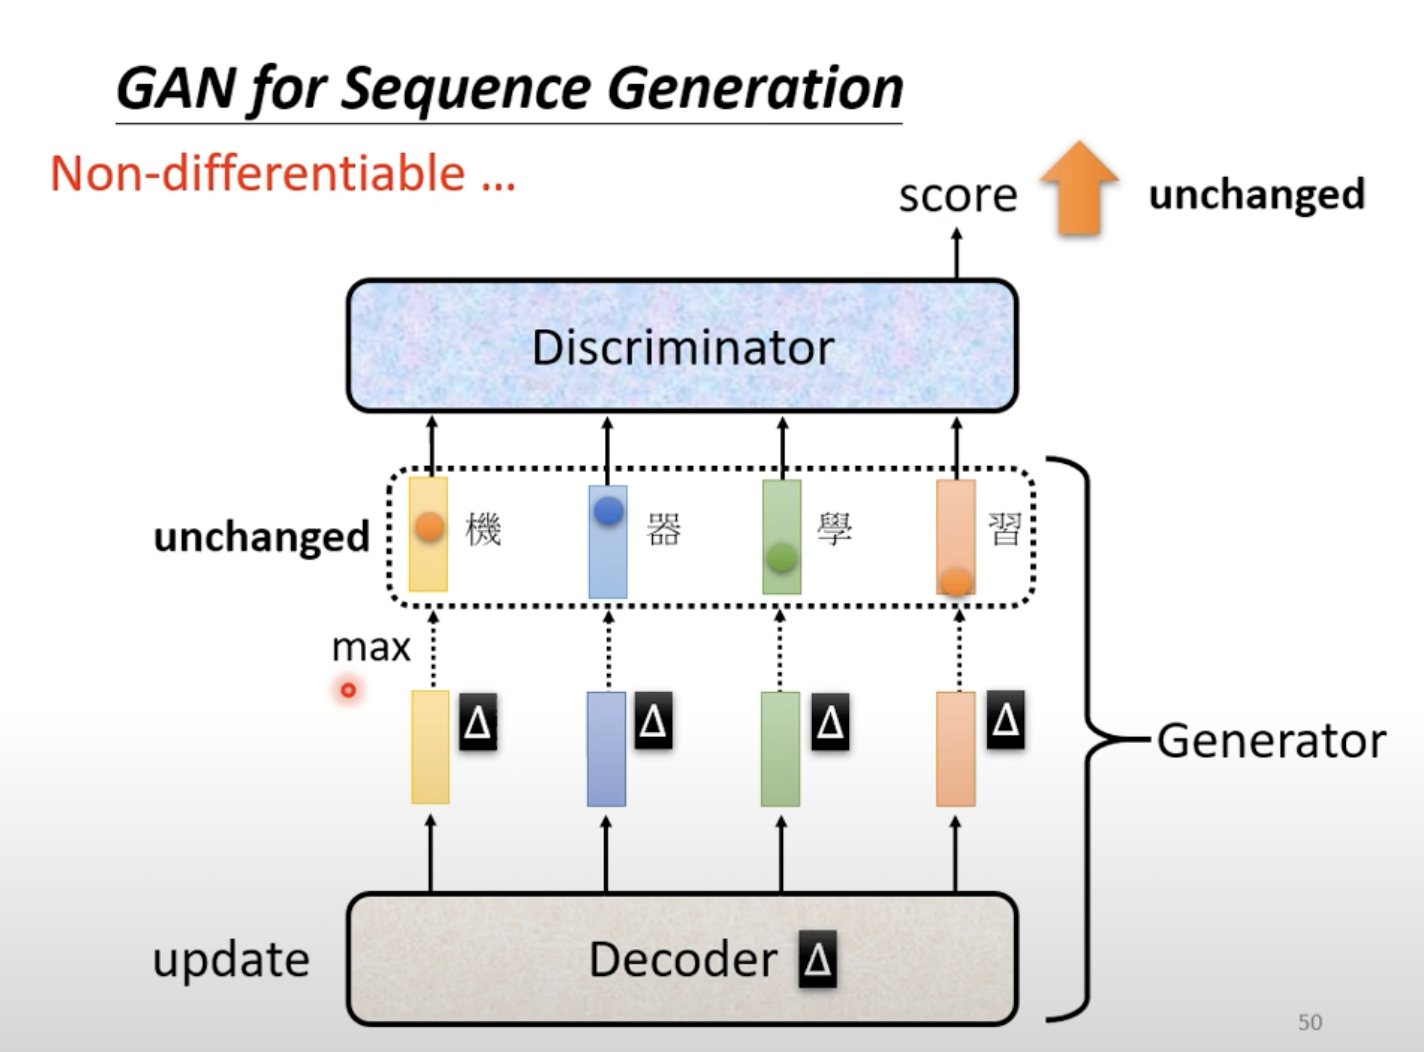 GAN for Sequence Generation
Non-differentiable ...
score unchanged
Discriminator
unchanged 機 器 學 習
max
Δ Δ Δ Δ
Generator
update Decoder Δ
50